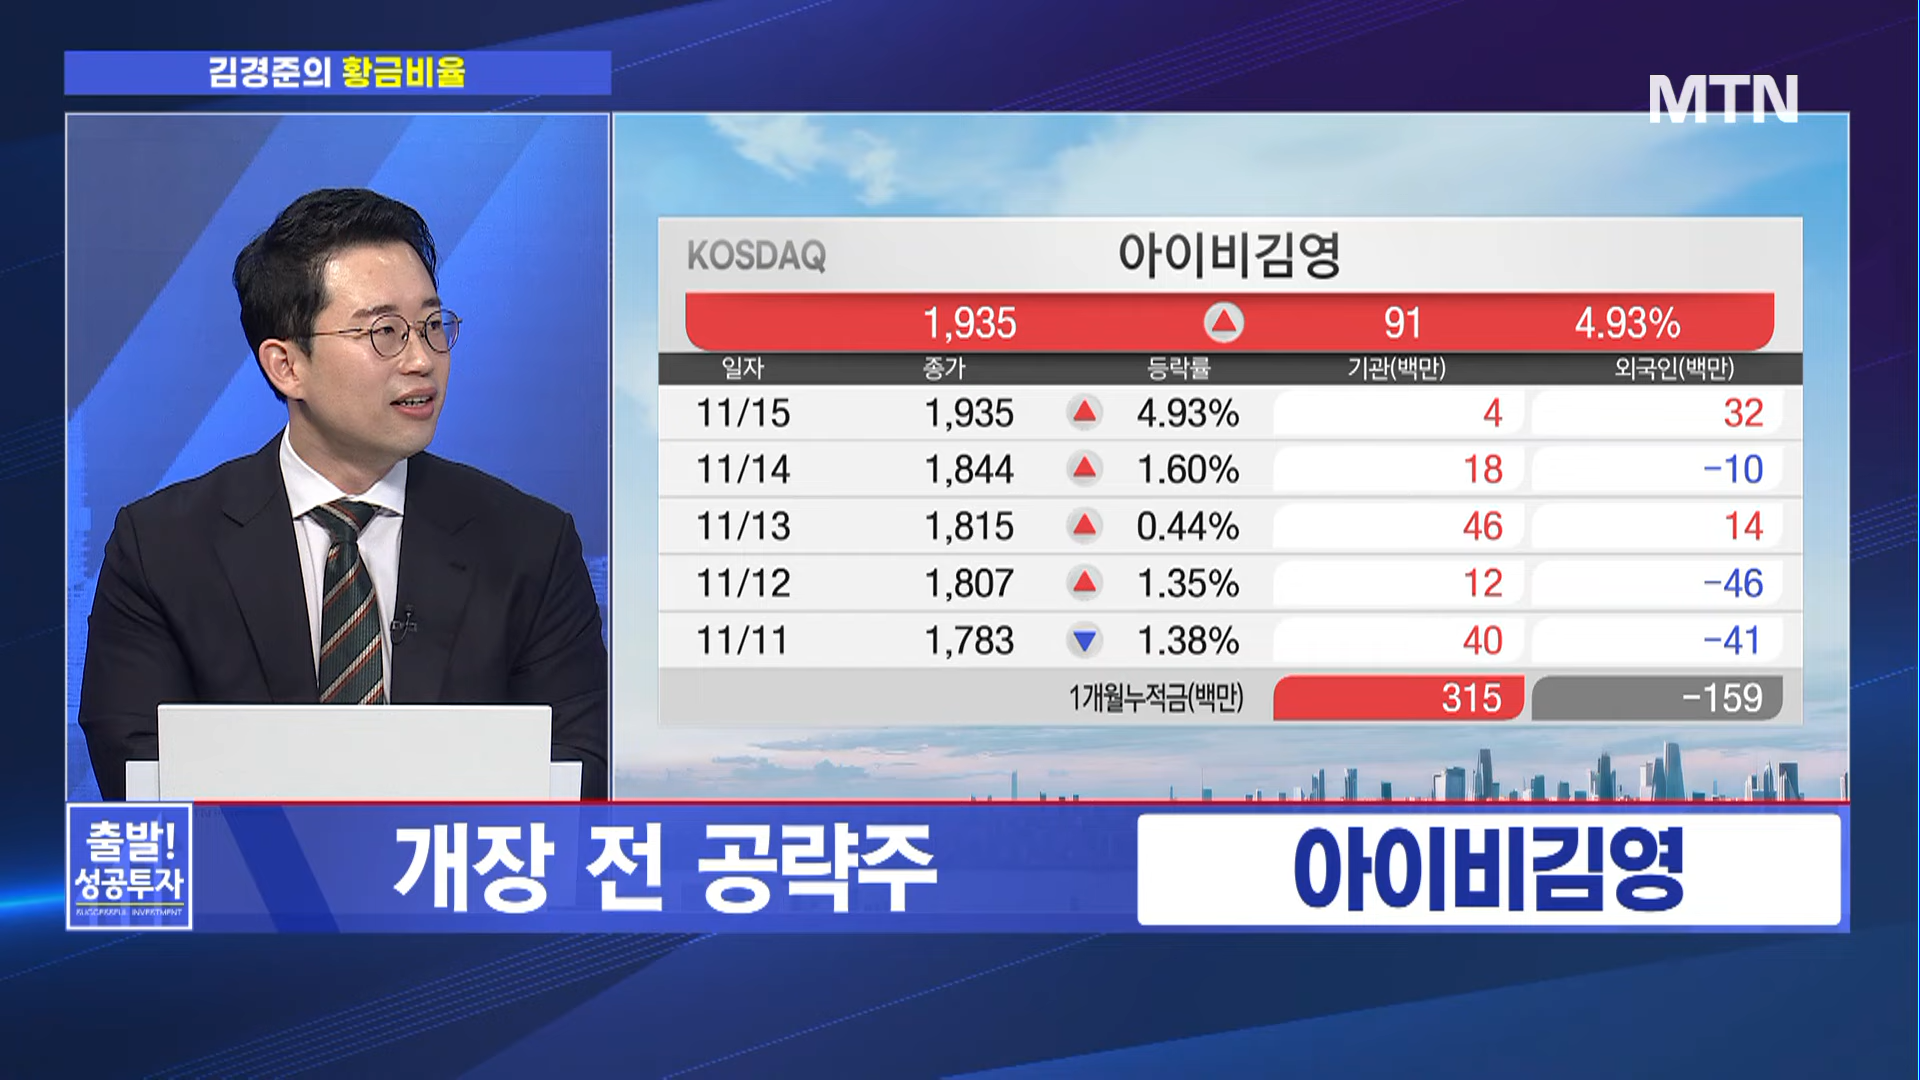 김경준의 황금비율
MTN
KOSDAQ 아이비김영
1,935 ▲ 91 4.93%
일자 종가 등락률 기관(백만) 외국인(백만)
11/15 1,935 ▲ 4.93% 4 32
11/14 1,844 ▲ 1.60% 18 -10
11/13 1,815 ▲ 0.44% 46 14
11/12 1,807 ▲ 1.35% 12 -46
11/11 1,783 ▼ 1.38% 40 -41
1개월누적금(백만) 315 -159
출발!
성공투자
SUCCESSFUL INVESTMENT
개장 전 공략주 아이비김영